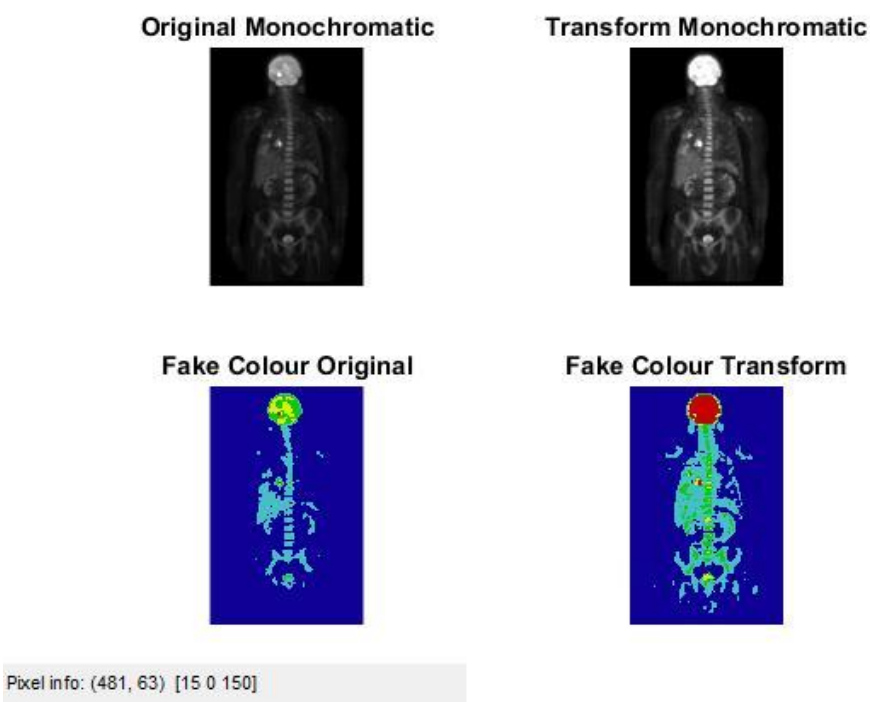 Original Monochromatic
Transform Monochromatic
Fake Colour Original
Fake Colour Transform
Pixel info: (481, 63) [15 0 150]